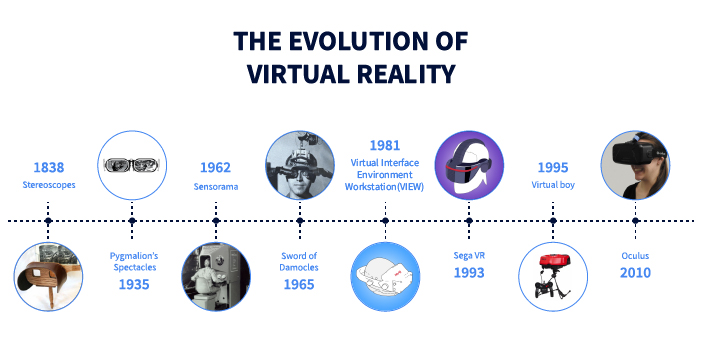 THE EVOLUTION OF
VIRTUAL REALITY
1838
Stereoscopes
Pygmalion's
Spectacles
1935
1962
Sensorama
Sword of
Damocles
1965
1981
Virtual Interface
Environment
Workstation(VIEW)
Sega VR
1993
1995
Virtual boy
Oculus
2010